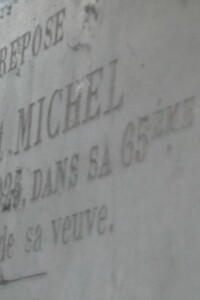 REPOSE
MICHEL
DANS SA 65ÈME
de sa veuve.